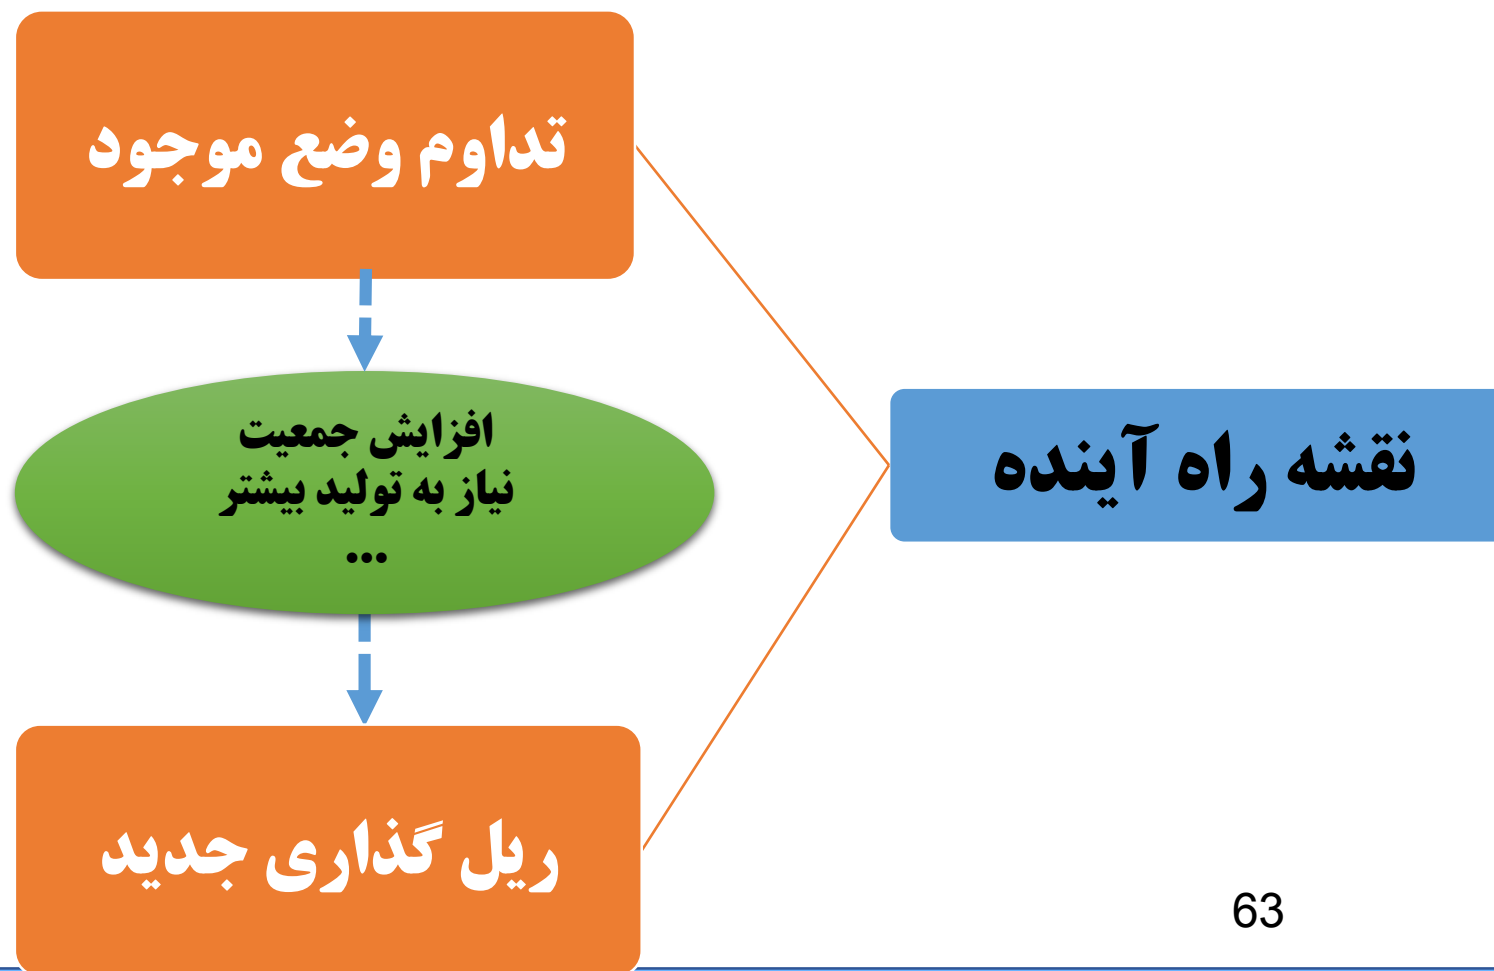 نقشه راه آینده
تداوم وضع موجود
افزایش جمعیت
نیاز به تولید بیشتر
...
ریل گذاری جدید
63